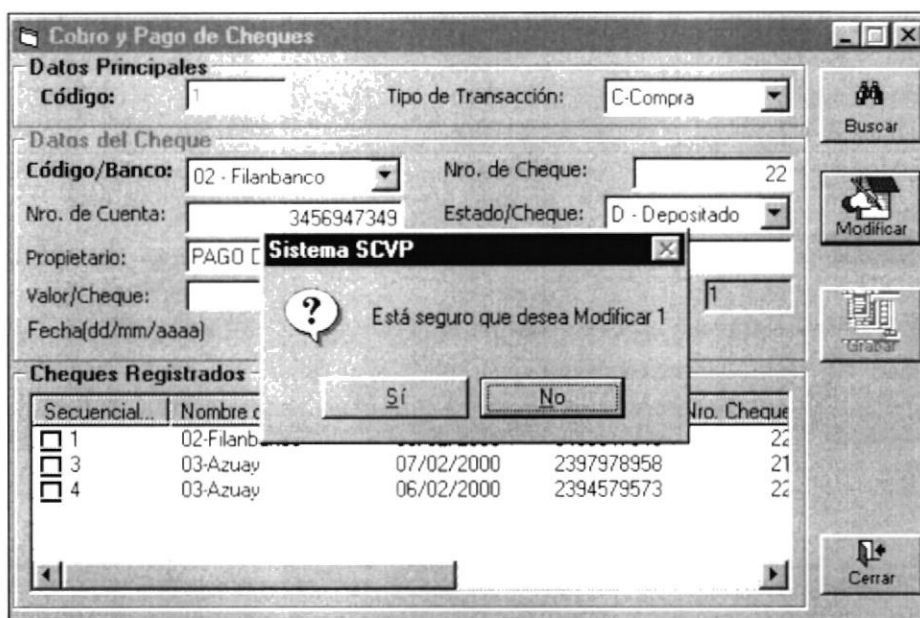 Cobro y Pago de Cheques
Datos Principales
Código: 1 Tipo de Transacción: C-Compra
Buscar
Datos del Cheque
Código/Banco: 02 - Filanbanco Nro. de Cheque: 22
Nro. de Cuenta: 3456947349 Estado/Cheque: D - Depositado
Modificar
Propietario: PAGO D
Sistema SCVP
Valor/Cheque: 1
Está seguro que desea Modificar 1
Fecha(dd/mm/aaaa)
Grabar
Sí No
Cheques Registrados
Secuencial... Nombre Nro. Cheque
1 02-Filanb 22
3 03-Azuay 07/02/2000 2397978958 21
4 03-Azuay 06/02/2000 2394579573 22
Cerrar